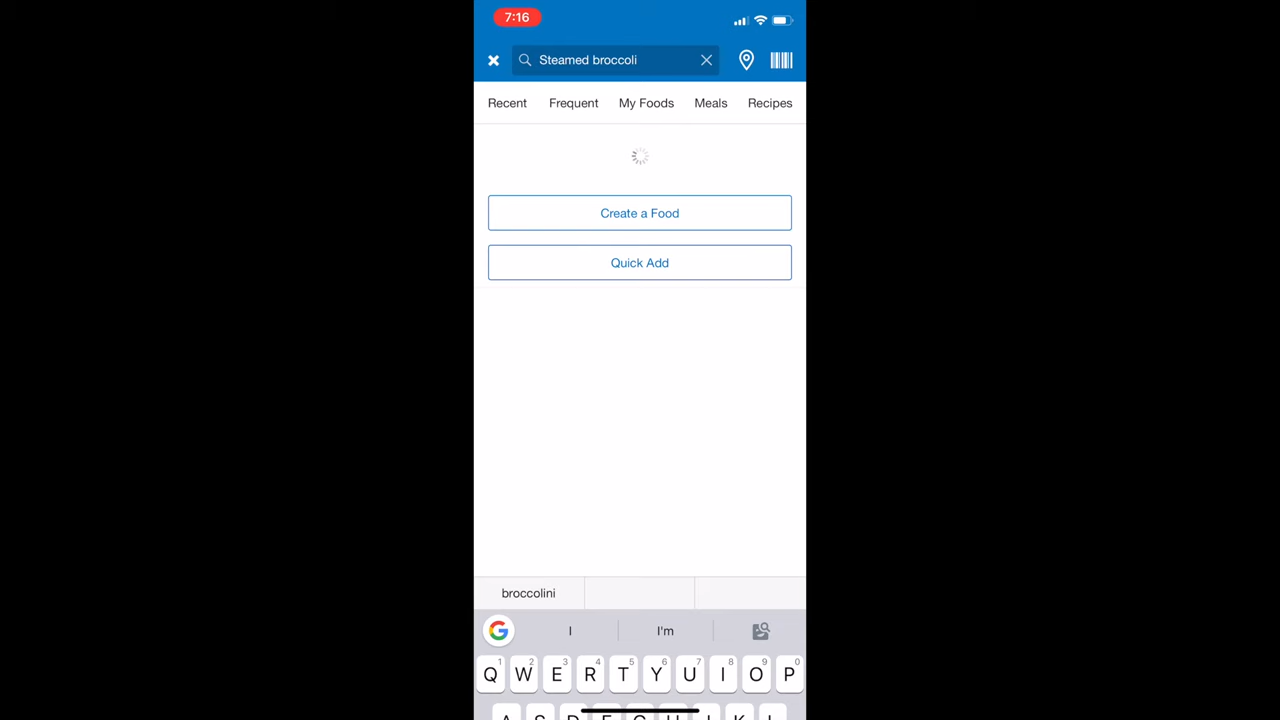 7:16
Steamed broccoli
Recent Frequent My Foods Meals Recipes
Create a Food
Quick Add
broccolini
G I I'm
1 2 3 4 5 6 7 8 9 0
Q W E R T Y U I O P